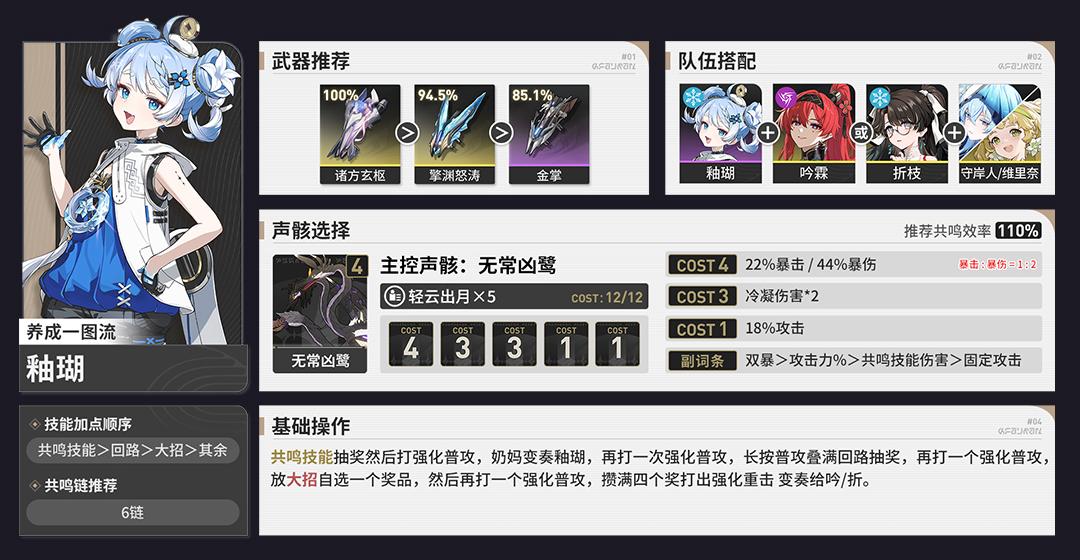 养成一图流
釉瑚
技能加点顺序
共鸣技能＞回路＞大招＞其余
共鸣链推荐
6链
武器推荐
#01
100%
94.5%
85.1%
诸方玄枢
擎渊怒涛
金掌
队伍搭配
#02
或
釉瑚
吟霖
折枝
守岸人/维里奈
声骸选择
推荐共鸣效率 110%
4
无常凶鹭
主控声骸：无常凶鹭
轻云出月×5
COST: 12/12
COST 4
COST 3
COST 3
COST 1
COST 1
COST 4 22%暴击 / 44%暴伤
暴击 : 暴伤 = 1 : 2
COST 3 冷凝伤害*2
COST 1 18%攻击
副词条 双暴＞攻击力%＞共鸣技能伤害＞固定攻击
基础操作
#04
共鸣技能抽奖然后打强化普攻，奶妈变奏釉瑚，再打一次强化普攻，长按普攻叠满回路抽奖，再打一个强化普攻，
放大招自选一个奖品，然后再打一个强化普攻，攒满四个奖打出强化重击 变奏给吟/折。